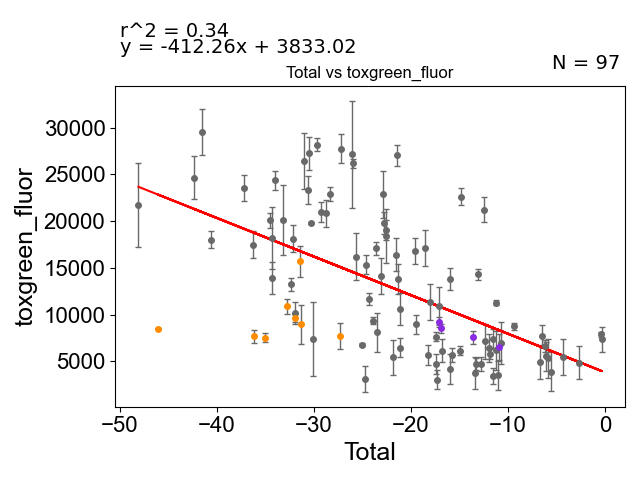 r^2 = 0.34
y = -412.26x + 3833.02
N = 97
Total vs toxgreen_fluor
30000
25000
20000
15000
10000
5000
toxgreen_fluor
−50 −40 −30 −20 −10 0
Total